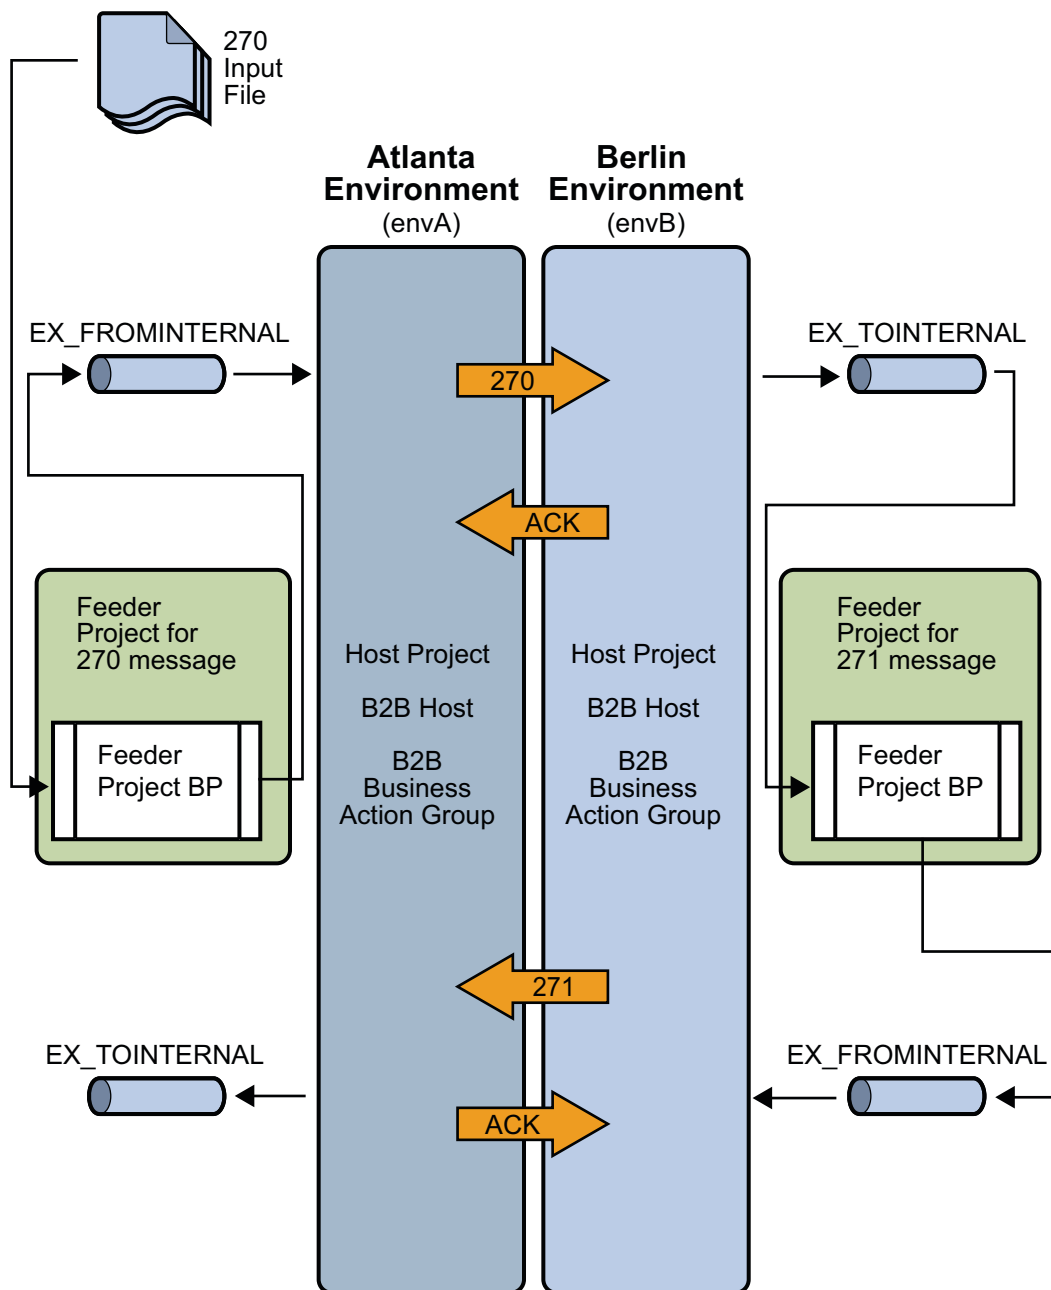 270
Input
File
Atlanta
Environment
(envA)
Berlin
Environment
(envB)
EX_FROMINTERNAL
EX_TOINTERNAL
270
ACK
Feeder
Project for
270 message
Feeder
Project BP
Host Project
B2B Host
B2B
Business
Action Group
Host Project
B2B Host
B2B
Business
Action Group
Feeder
Project for
271 message
Feeder
Project BP
271
EX_TOINTERNAL
EX_FROMINTERNAL
ACK